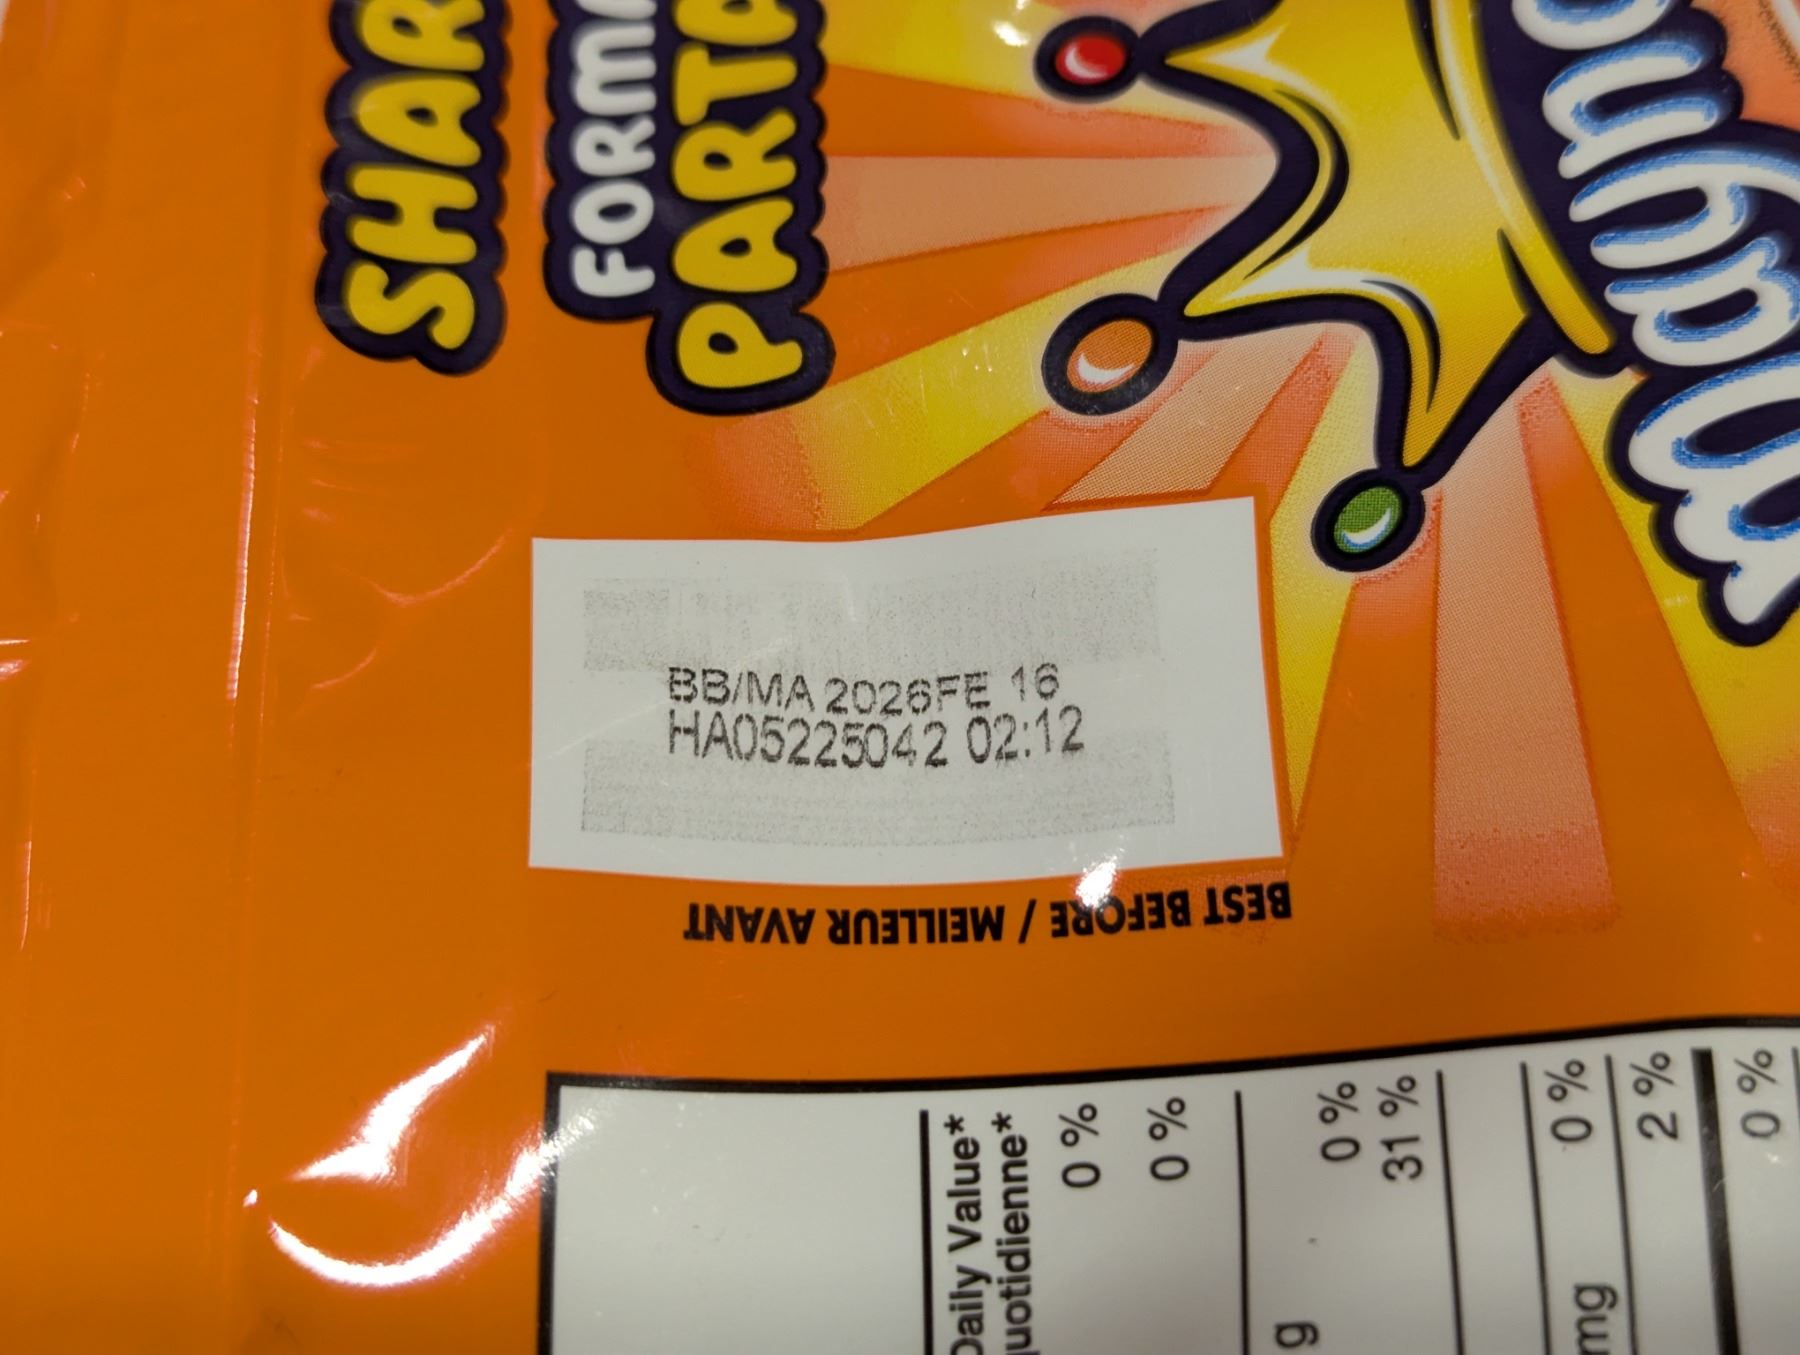 SHAR
FORMA
PARTA
BB/MA 2026FE 16
HA05225042 02:12
BEST BEFORE / MEILLEUR AVANT
Daily Value*
quotidienne*
0 %
0 %
0 %
31 %
0 %
2 %
0 %
g
mg